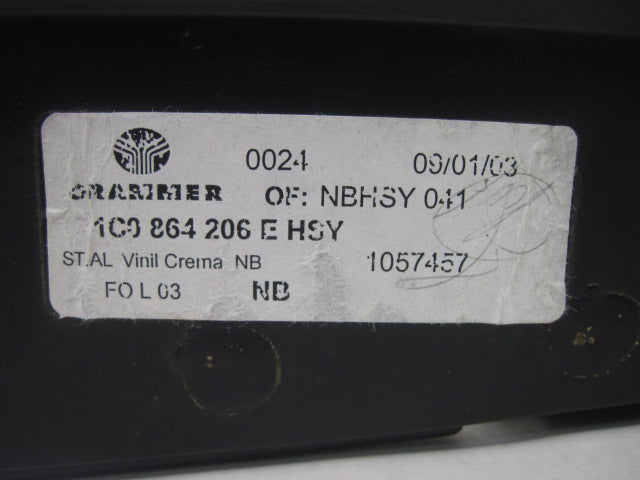 0024 09/01/03
GRAMMER OF: NBHSY 041
1C0 864 206 E HSY
ST.AL Vinil Crema NB 1057457
FO L 03 NB